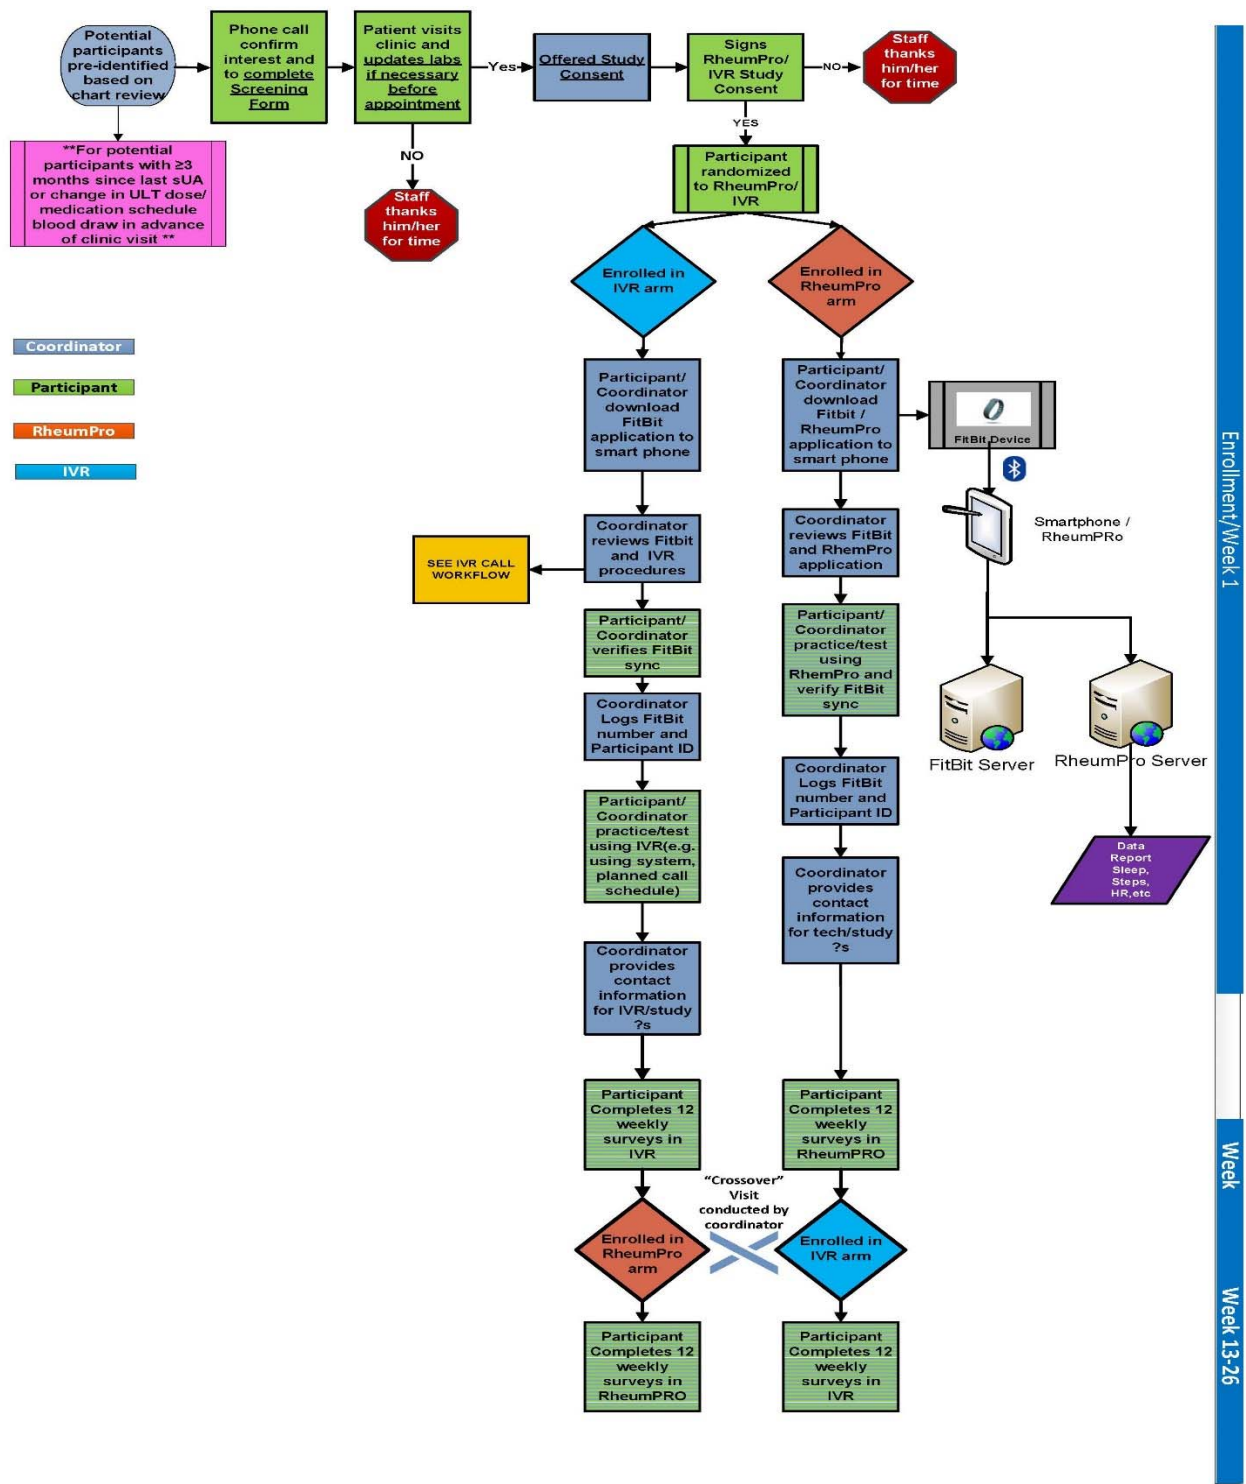 Potential
participants
pre-identified
based on
chart review
Phone call
confirm
interest and
to complete
Screening
Form
Patient visits
clinic and
updates labs
if necessary
before
appointment
Yes
Offered Study
Consent
Signs
RheumPro/
IVR Study
Consent
NO
Staff
thanks
him/her
for time
YES
NO
**For potential
participants with ≥3
months since last sUA
or change in ULT dose/
medication schedule
blood draw in advance
of clinic visit **
Staff
thanks
him/her
for time
Participant
randomized
to RheumPro/
IVR
Enrolled in
IVR arm
Enrolled in
RheumPro
arm
Coordinator
Participant
RheumPro
IVR
Participant/
Coordinator
download
FitBit
application to
smart phone
Participant/
Coordinator
download
Fitbit /
RheumPro
application to
smart phone
FitBit Device
Smartphone /
RheumPRo
Coordinator
reviews Fitbit
and IVR
procedures
SEE IVR CALL
WORKFLOW
Coordinator
reviews FitBit
and RhemPro
application
Participant/
Coordinator
verifies FitBit
sync
Participant/
Coordinator
practice/test
using
RhemPro and
verify FitBit
sync
Coordinator
Logs FitBit
number and
Participant ID
FitBit Server
RheumPro Server
Participant/
Coordinator
practice/test
using IVR(e.g.
using system,
planned call
schedule)
Coordinator
Logs FitBit
number and
Participant ID
Data
Report
Sleep,
Steps,
HR,etc
Coordinator
provides
contact
information
for IVR/study
?s
Coordinator
provides
contact
information
for tech/study
?s
Participant
Completes 12
weekly
surveys in
IVR
Participant
Completes 12
weekly
surveys in
RheumPRO
“Crossover”
Visit
conducted by
coordinator
Enrolled in
RheumPro
arm
Enrolled in
IVR arm
Participant
Completes 12
weekly
surveys in
RheumPRO
Participant
Completes 12
weekly
surveys in
IVR
Enrollment/Week 1
Week
Week 13-26